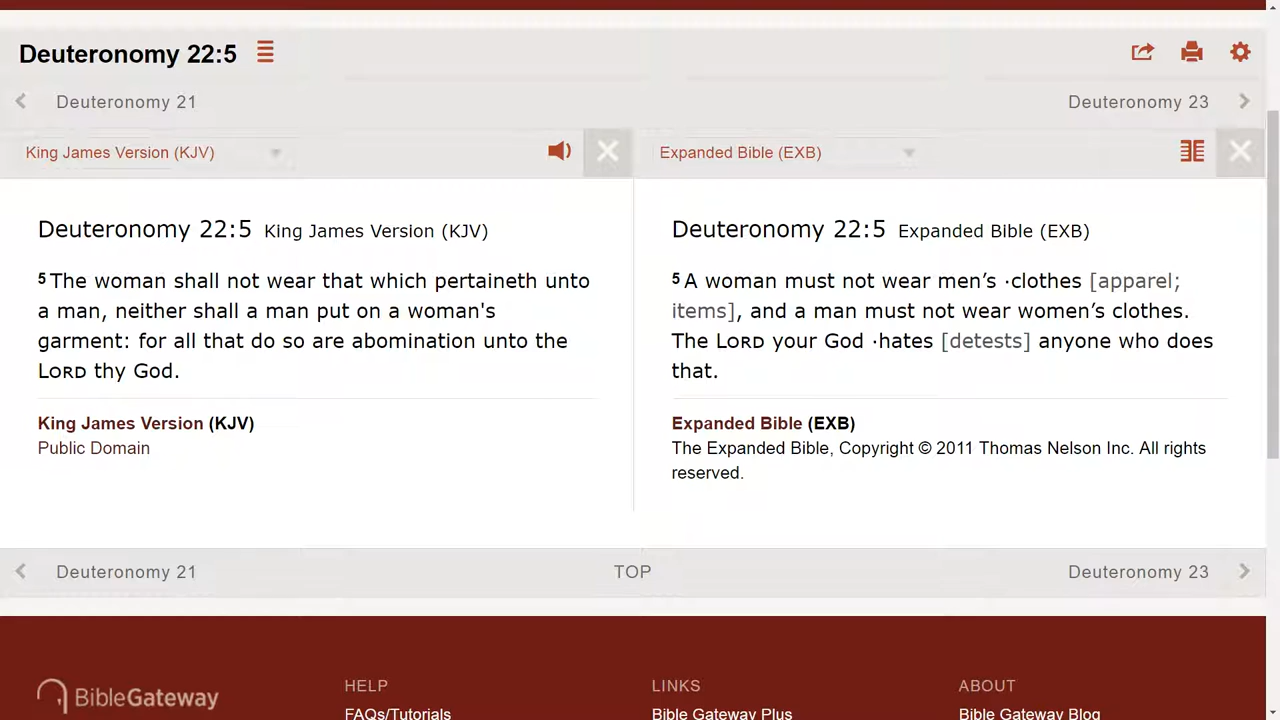 Deuteronomy 22:5
Deuteronomy 21
Deuteronomy 23
King James Version (KJV)
Expanded Bible (EXB)
Deuteronomy 22:5 King James Version (KJV)
5 The woman shall not wear that which pertaineth unto
a man, neither shall a man put on a woman's
garment: for all that do so are abomination unto the
LORD thy God.
King James Version (KJV)
Public Domain
Deuteronomy 22:5 Expanded Bible (EXB)
5 A woman must not wear men’s ·clothes [apparel;
items], and a man must not wear women’s clothes.
The LORD your God ·hates [detests] anyone who does
that.
Expanded Bible (EXB)
The Expanded Bible, Copyright © 2011 Thomas Nelson Inc. All rights
reserved.
Deuteronomy 21
TOP
Deuteronomy 23
BibleGateway
HELP
FAQs/Tutorials
LINKS
Bible Gateway Plus
ABOUT
Bible Gateway Blog